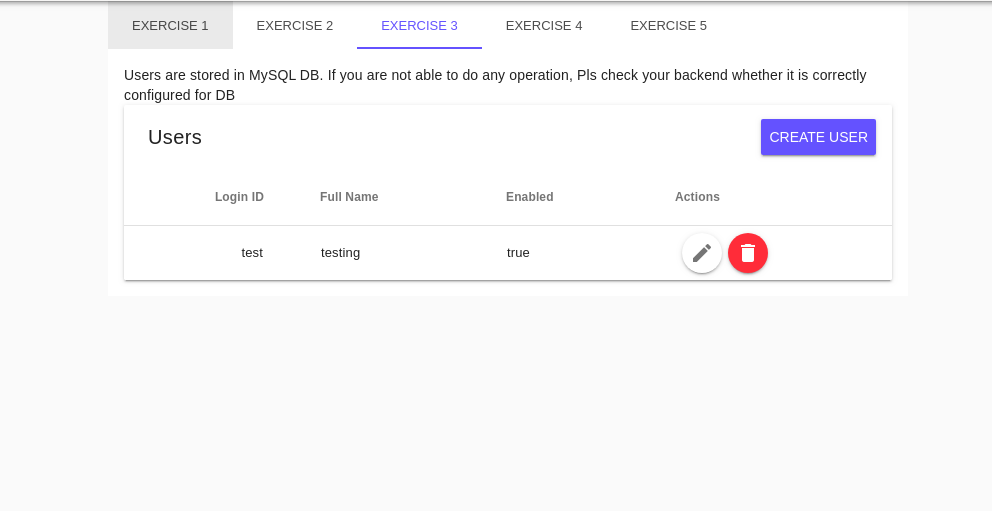 EXERCISE 1 EXERCISE 2 EXERCISE 3 EXERCISE 4 EXERCISE 5
Users are stored in MySQL DB. If you are not able to do any operation, Pls check your backend whether it is correctly
configured for DB
Users CREATE USER
Login ID Full Name Enabled Actions
test testing true